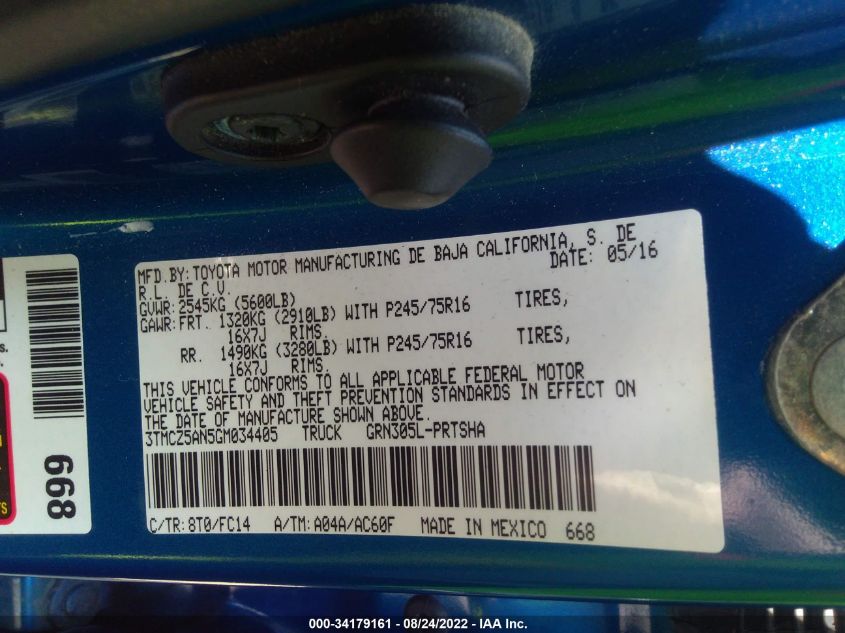 MFD.BY: TOYOTA MOTOR MANUFACTURING DE BAJA CALIFORNIA, S. DE
R.L. DE C.V. DATE: 05/16
GVWR: 2545KG (5600LB)
GAWR: FRT. 1320KG (2910LB) WITH P245/75R16 TIRES,
16X7J RIMS.
RR. 1490KG (3280LB) WITH P245/75R16 TIRES,
16X7J RIMS.
THIS VEHICLE CONFORMS TO ALL APPLICABLE FEDERAL MOTOR
VEHICLE SAFETY AND THEFT PREVENTION STANDARDS IN EFFECT ON
THE DATE OF MANUFACTURE SHOWN ABOVE.
3TMCZ5AN5GM034405 TRUCK GRN305L-PRTSHA
C/TR: 8T0/FC14 A/TM: A04A/AC60F MADE IN MEXICO 668
668
000-34179161 - 08/24/2022 - IAA Inc.